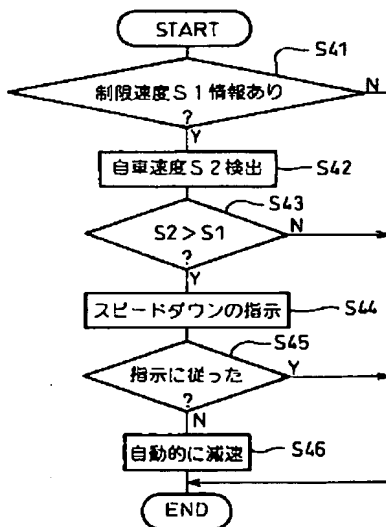 START
S41
制限速度S1情報あり
N
?
Y
自車速度S2検出
S42
S43
S2>S1
N
?
Y
スピードダウンの指示
S44
S45
指示に従った
Y
?
N
自動的に減速
S46
END